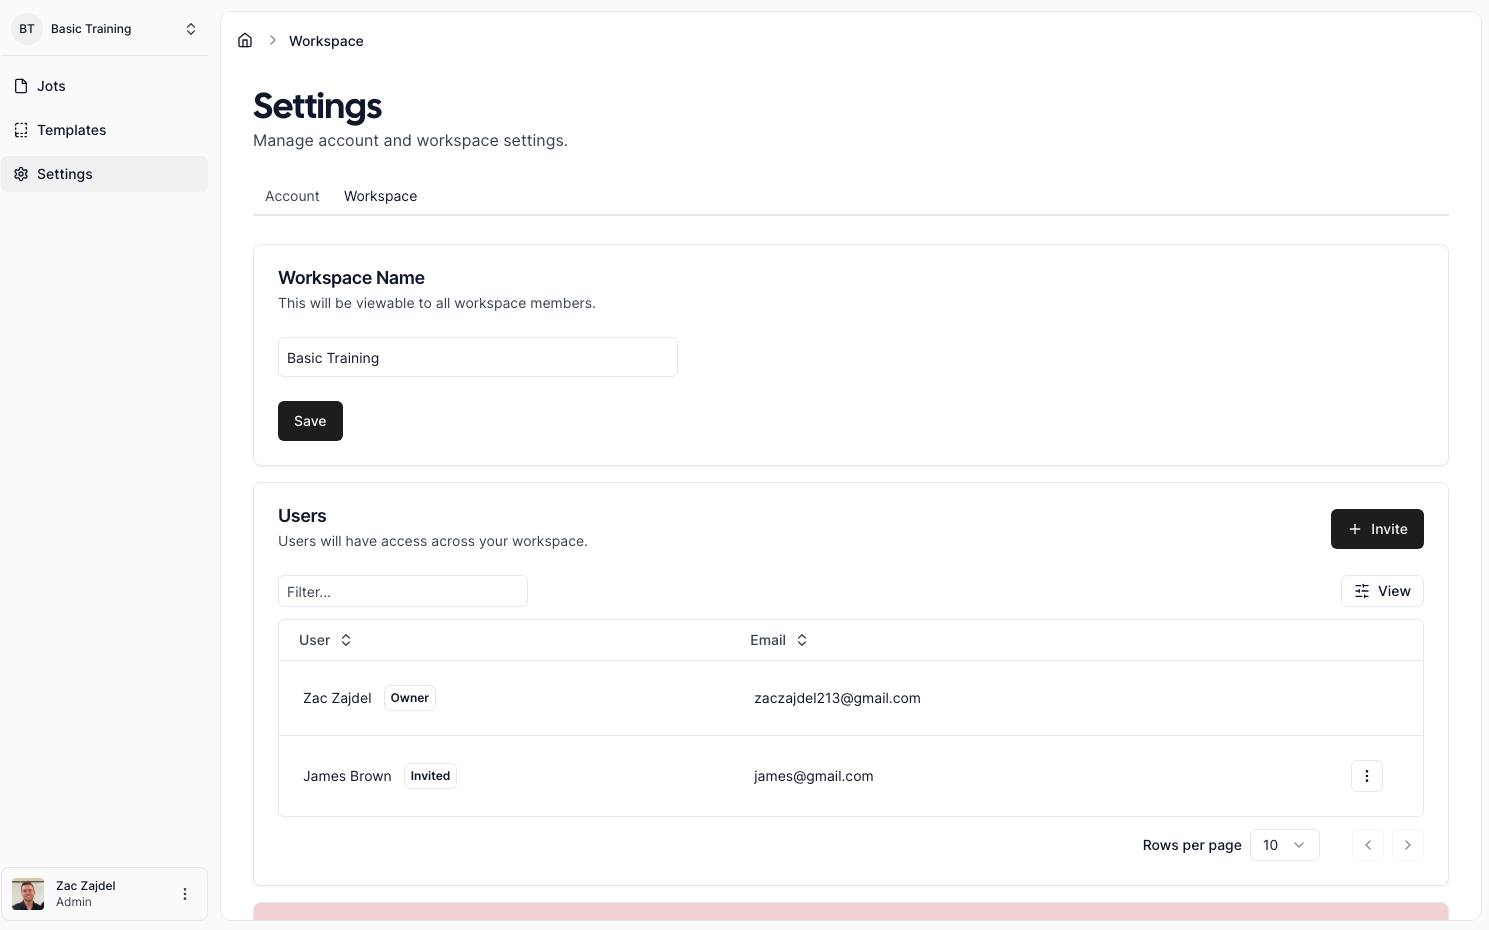 BT Basic Training
Jots
Templates
Settings
Zac Zajdel
Admin
Workspace
Settings
Manage account and workspace settings.
Account Workspace
Workspace Name
This will be viewable to all workspace members.
Basic Training
Save
Users
Users will have access across your workspace.
Invite
Filter...
View
User Email
Zac Zajdel Owner zaczajdel213@gmail.com
James Brown Invited james@gmail.com
Rows per page 10